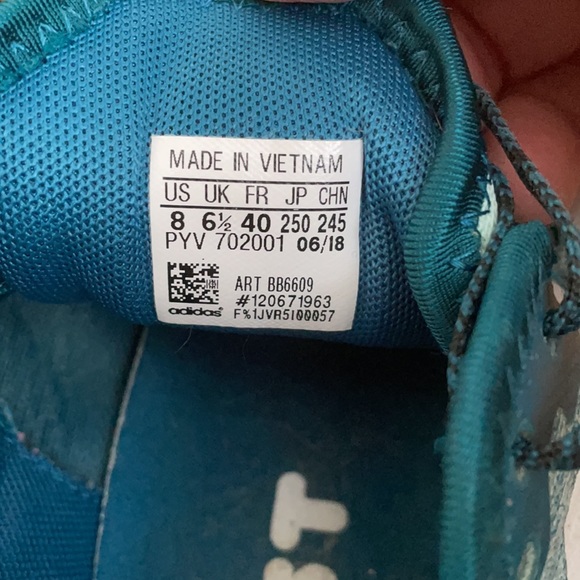 MADE IN VIETNAM
US UK FR JP CHN
8 6½ 40 250 245
PYV 702001 06/18
ART BB6609
#120671963
adidas F%1JVR5I00057